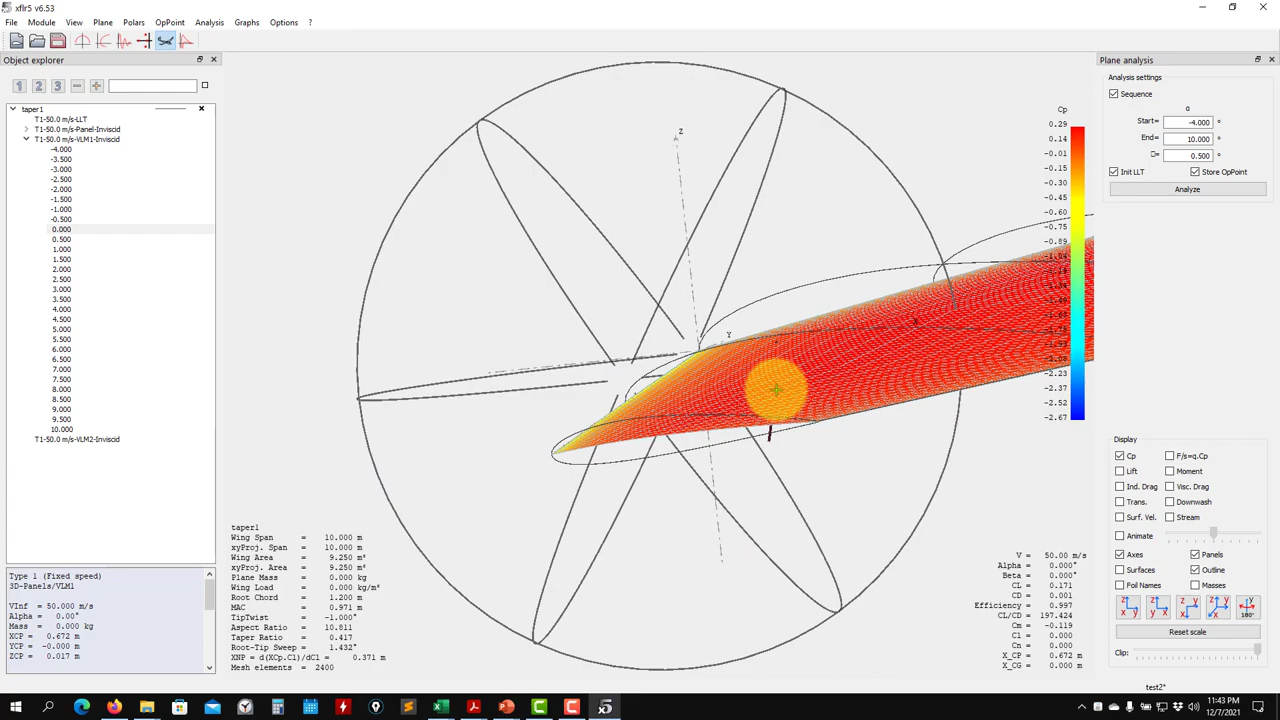 xflr5 v6.53
File Module View Plane Polars OpPoint Analysis Graphs Options ?
Object explorer
1 2 3
taper1
T1-50.0 m/s-LLT
T1-50.0 m/s-Panel-Inviscid
T1-50.0 m/s-VLM1-Inviscid
-4.000
-3.500
-3.000
-2.500
-2.000
-1.500
-1.000
-0.500
0.000
0.500
1.000
1.500
2.000
2.500
3.000
3.500
4.000
4.500
5.000
5.500
6.000
6.500
7.000
7.500
8.000
8.500
9.000
9.500
10.000
T1-50.0 m/s-VLM2-Inviscid
Type 1 (Fixed speed)
3D-Panels/VLM1
VInf = 50.000 m/s
Alpha = 0.00°
Mass = 0.000 kg
XCP = 0.672 m
YCP = -0.000 m
ZCP = 0.017 m
Z
Y
X
Cp
0.29
0.14
-0.01
-0.15
-0.30
-0.45
-0.60
-0.75
-0.89
-1.04
-2.08
-2.23
-2.37
-2.52
-2.67
taper1
Wing Span = 10.000 m
xyProj. Span = 10.000 m
Wing Area = 9.250 m²
xyProj. Area = 9.250 m²
Plane Mass = 0.000 kg
Wing Load = 0.000 kg/m²
Root Chord = 1.200 m
MAC = 0.971 m
TipTwist = -1.000°
Aspect Ratio = 10.811
Taper Ratio = 0.417
Root-Tip Sweep = 1.432°
XNP = d(XCp.Cl)/dCl = 0.371 m
Mesh elements = 2400
V = 50.00 m/s
Alpha = 0.000°
Beta = 0.000°
CL = 0.171
CD = 0.001
Efficiency = 0.997
CL/CD = 197.424
Cm = -0.119
Cl = 0.000
Cn = 0.000
X_CP = 0.672 m
X_CG = 0.000 m
Plane analysis
Analysis settings
Sequence
α
Start= -4.000 °
End= 10.000 °
= 0.500 °
Init LLT Store OpPoint
Analyze
Display
Cp F/s=q.Cp
Lift Moment
Ind. Drag Visc. Drag
Trans. Downwash
Surf. Vel. Stream
Animate
Axes Panels
Surfaces Outline
Foil Names Masses
Reset scale
Clip:
test2*
11:43 PM
12/7/2021